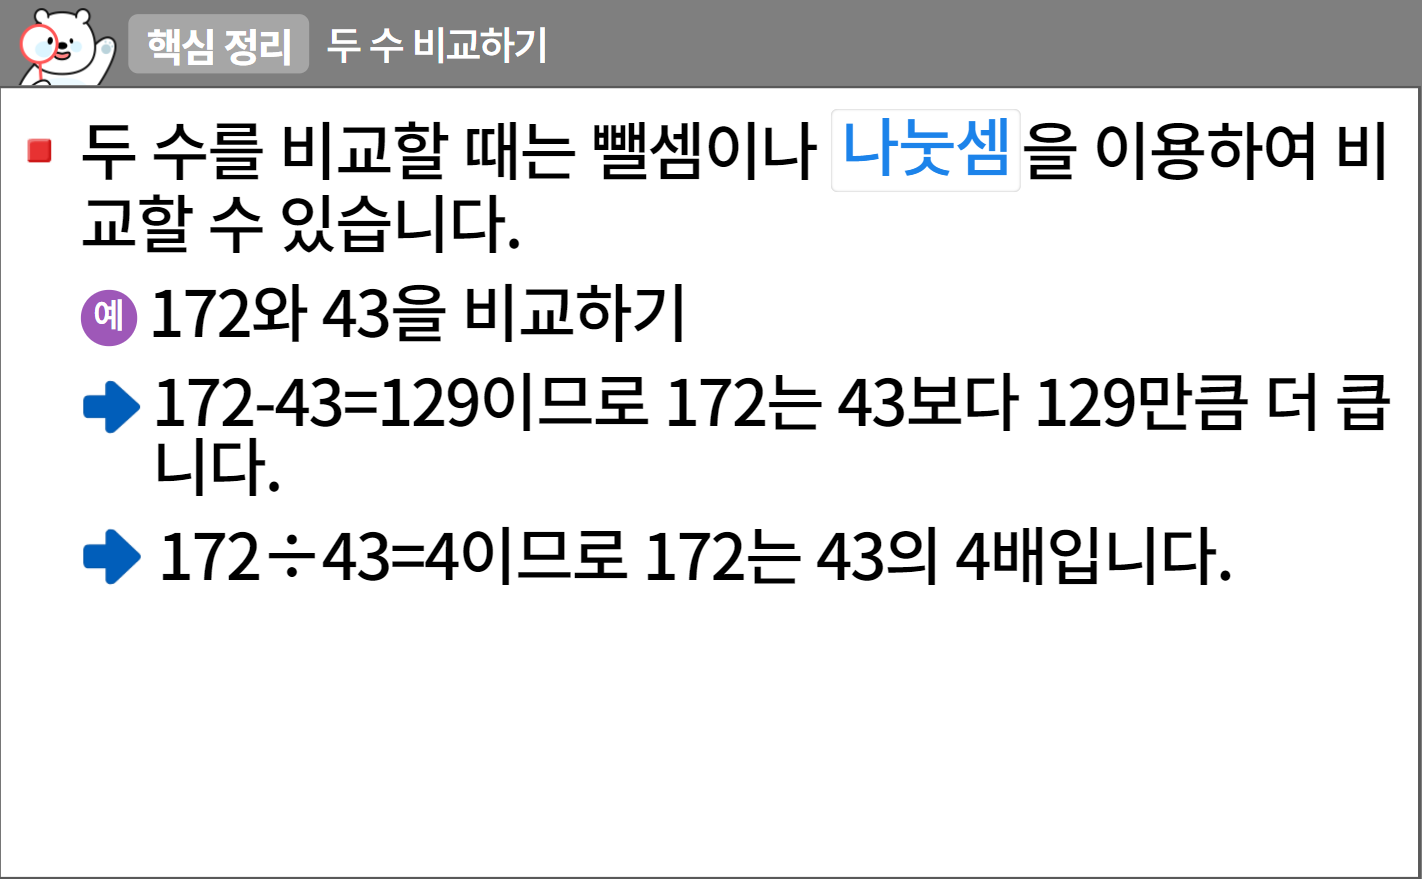 핵심 정리 두 수 비교하기
두 수를 비교할 때는 뺄셈이나 나눗셈을 이용하여 비
교할 수 있습니다.
예 172와 43을 비교하기
172-43=129이므로 172는 43보다 129만큼 더 큽
니다.
172÷43=4이므로 172는 43의 4배입니다.